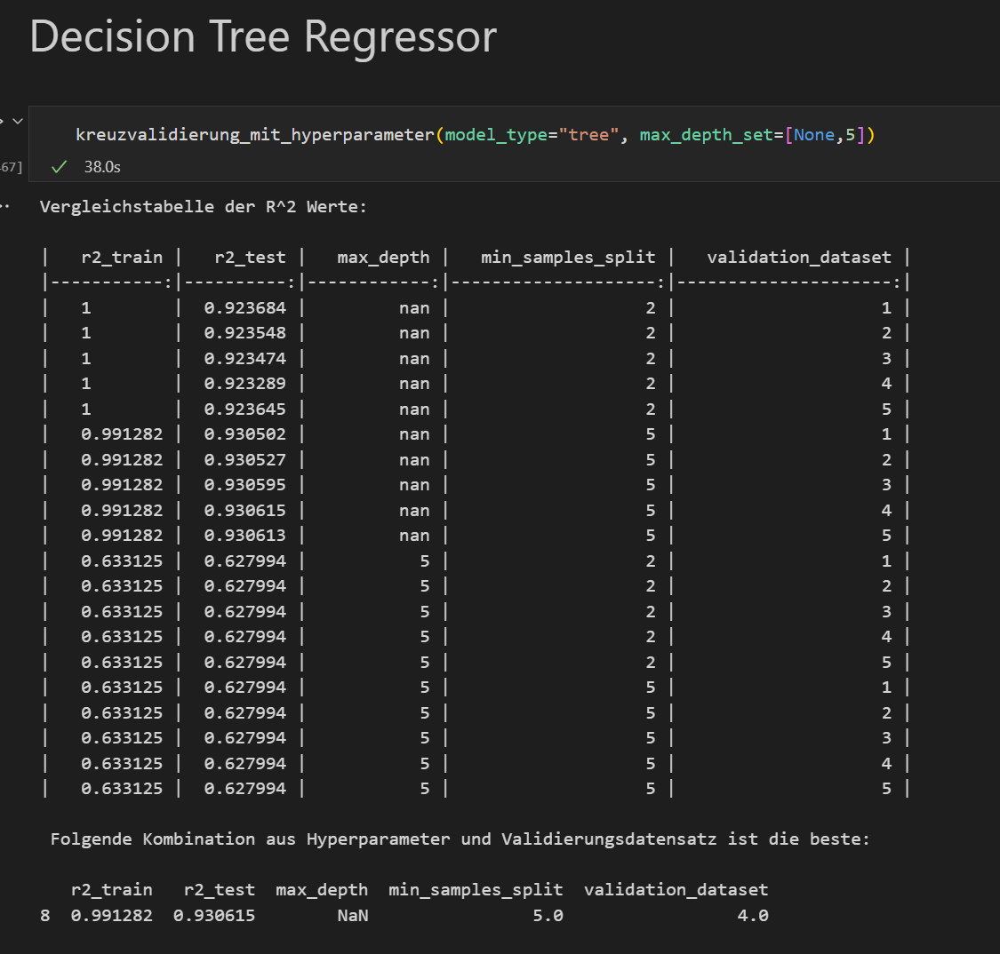 Decision Tree Regressor
kreuzvalidierung_mit_hyperparameter(model_type="tree", max_depth_set=[None,5])
67] 38.0s
Vergleichstabelle der R^2 Werte:
| r2_train | r2_test | max_depth | min_samples_split | validation_dataset |
|-----------:|----------:|------------:|--------------------:|---------------------:|
| 1 | 0.923684 | nan | 2 | 1 |
| 1 | 0.923548 | nan | 2 | 2 |
| 1 | 0.923474 | nan | 2 | 3 |
| 1 | 0.923289 | nan | 2 | 4 |
| 1 | 0.923645 | nan | 2 | 5 |
| 0.991282 | 0.930502 | nan | 5 | 1 |
| 0.991282 | 0.930527 | nan | 5 | 2 |
| 0.991282 | 0.930595 | nan | 5 | 3 |
| 0.991282 | 0.930615 | nan | 5 | 4 |
| 0.991282 | 0.930613 | nan | 5 | 5 |
| 0.633125 | 0.627994 | 5 | 2 | 1 |
| 0.633125 | 0.627994 | 5 | 2 | 2 |
| 0.633125 | 0.627994 | 5 | 2 | 3 |
| 0.633125 | 0.627994 | 5 | 2 | 4 |
| 0.633125 | 0.627994 | 5 | 2 | 5 |
| 0.633125 | 0.627994 | 5 | 5 | 1 |
| 0.633125 | 0.627994 | 5 | 5 | 2 |
| 0.633125 | 0.627994 | 5 | 5 | 3 |
| 0.633125 | 0.627994 | 5 | 5 | 4 |
| 0.633125 | 0.627994 | 5 | 5 | 5 |
Folgende Kombination aus Hyperparameter und Validierungsdatensatz ist die beste:
r2_train r2_test max_depth min_samples_split validation_dataset
8 0.991282 0.930615 NaN 5.0 4.0